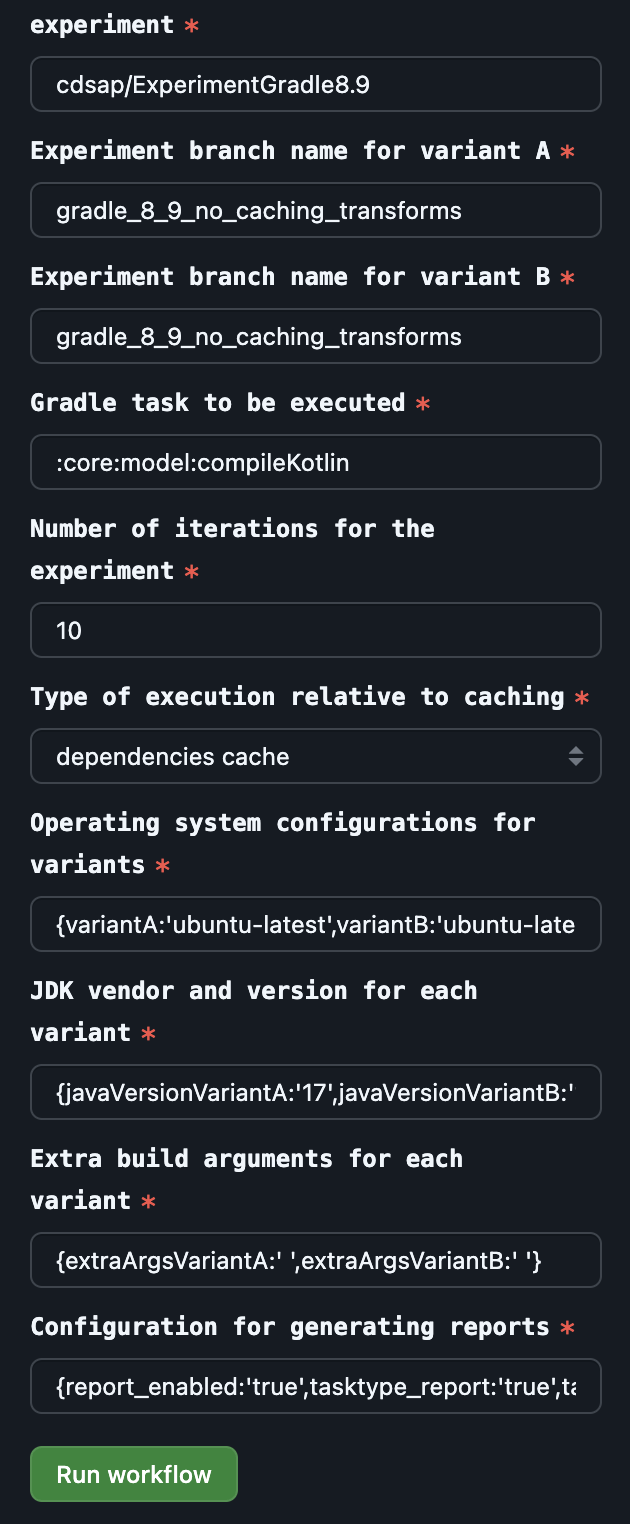 experiment *
cdsap/ExperimentGradle8.9
Experiment branch name for variant A *
gradle_8_9_no_caching_transforms
Experiment branch name for variant B *
gradle_8_9_no_caching_transforms
Gradle task to be executed *
:core:model:compileKotlin
Number of iterations for the
experiment *
10
Type of execution relative to caching *
dependencies cache
Operating system configurations for
variants *
{variantA:'ubuntu-latest',variantB:'ubuntu-late
JDK vendor and version for each
variant *
{javaVersionVariantA:'17',javaVersionVariantB:'
Extra build arguments for each
variant *
{extraArgsVariantA:' ',extraArgsVariantB:' '}
Configuration for generating reports *
{report_enabled:'true',tasktype_report:'true',ta
Run workflow